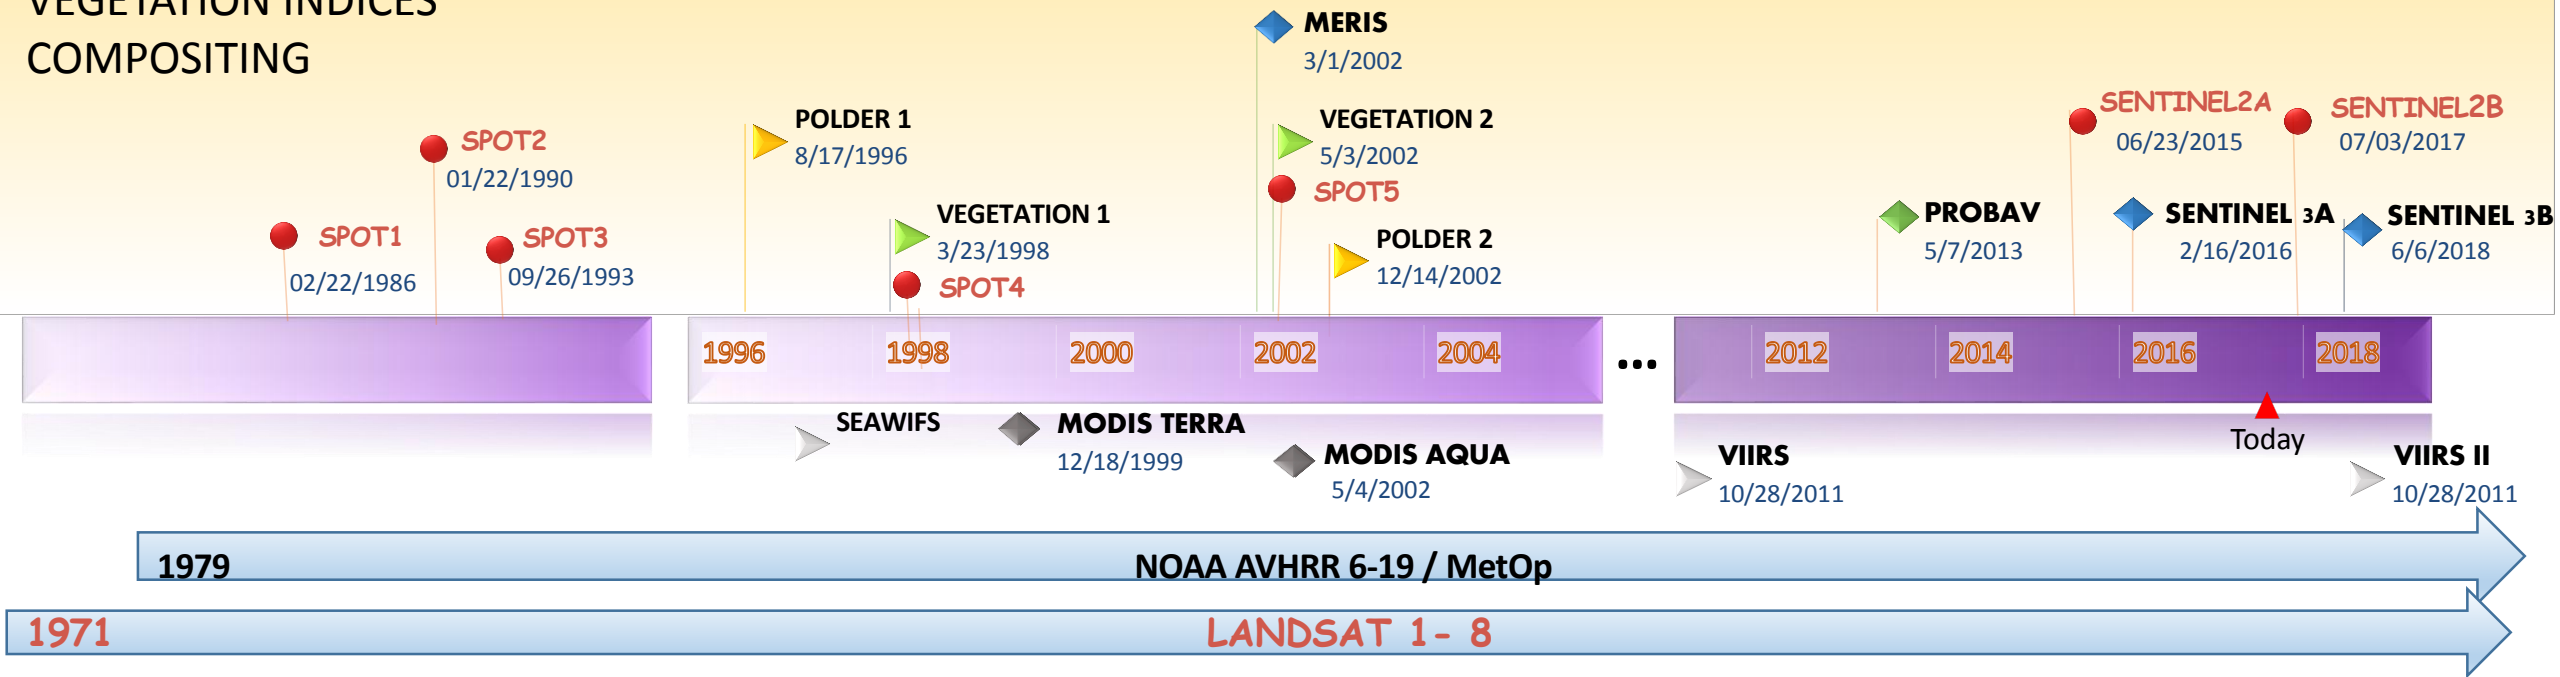 VEGETATION INDICES
COMPOSITING
MERIS
3/1/2002
POLDER 1
8/17/1996
VEGETATION 2
5/3/2002
SENTINEL2A
06/23/2015
SENTINEL2B
07/03/2017
SPOT2
01/22/1990
SPOT5
SPOT1
02/22/1986
SPOT3
09/26/1993
VEGETATION 1
3/23/1998
SPOT4
POLDER 2
12/14/2002
PROBAV
5/7/2013
SENTINEL 3A
2/16/2016
SENTINEL 3B
6/6/2018
1996 1998 2000 2002 2004 ... 2012 2014 2016 2018
SEAWIFS
MODIS TERRA
12/18/1999
MODIS AQUA
5/4/2002
VIIRS
10/28/2011
Today
VIIRS II
10/28/2011
1979 NOAA AVHRR 6-19 / MetOp
1971 LANDSAT 1- 8